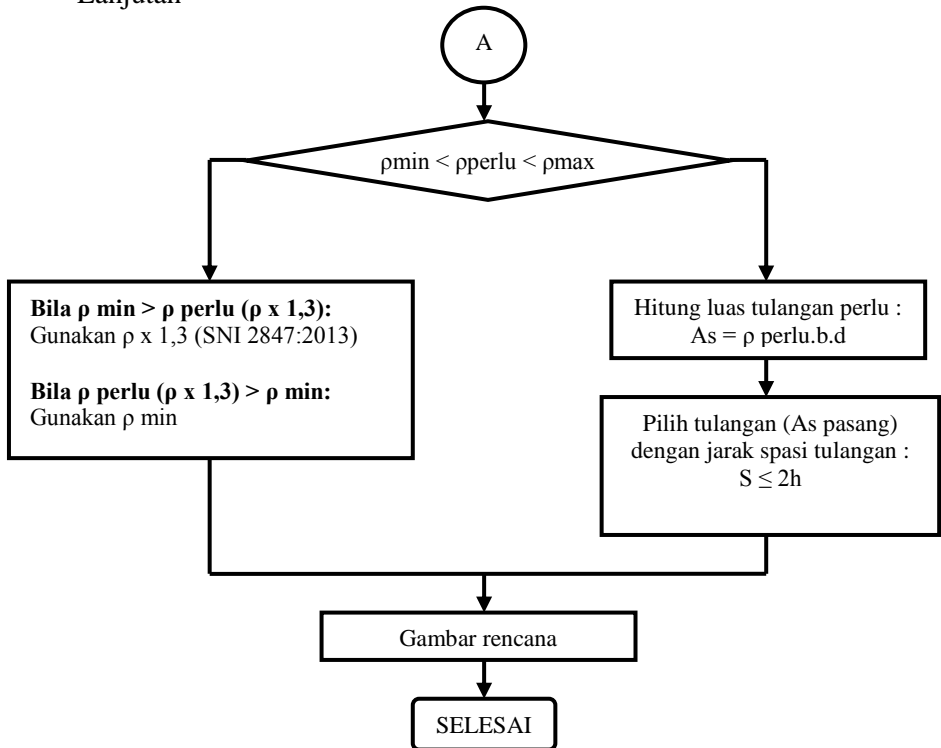 Lanjutan
A
ρmin < ρperlu < ρmax
Bila ρ min > ρ perlu (ρ x 1,3):
Gunakan ρ x 1,3 (SNI 2847:2013)
Bila ρ perlu (ρ x 1,3) > ρ min:
Gunakan ρ min
Hitung luas tulangan perlu :
As = ρ perlu.b.d
Pilih tulangan (As pasang)
dengan jarak spasi tulangan :
S ≤ 2h
Gambar rencana
SELESAI